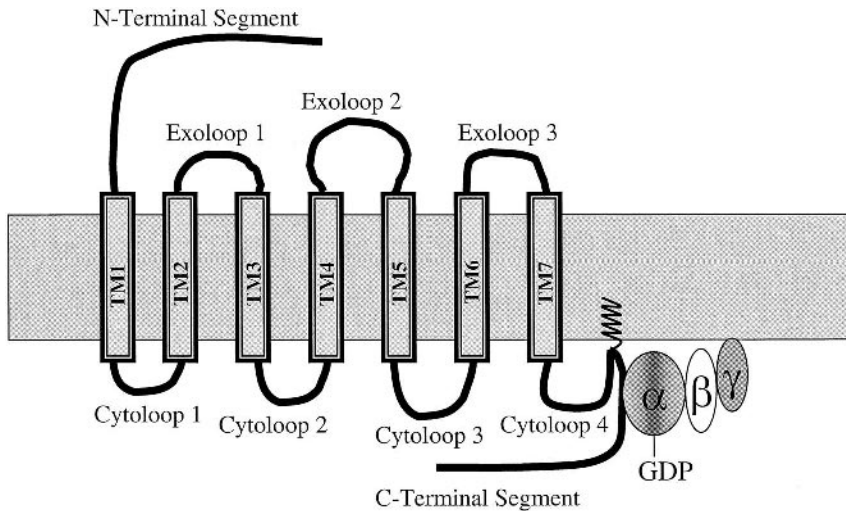 N-Terminal Segment
Exoloop 1
Exoloop 2
Exoloop 3
TM1
TM2
TM3
TM4
TM5
TM6
TM7
α
β
γ
Cytoloop 1
Cytoloop 2
Cytoloop 3
Cytoloop 4
GDP
C-Terminal Segment